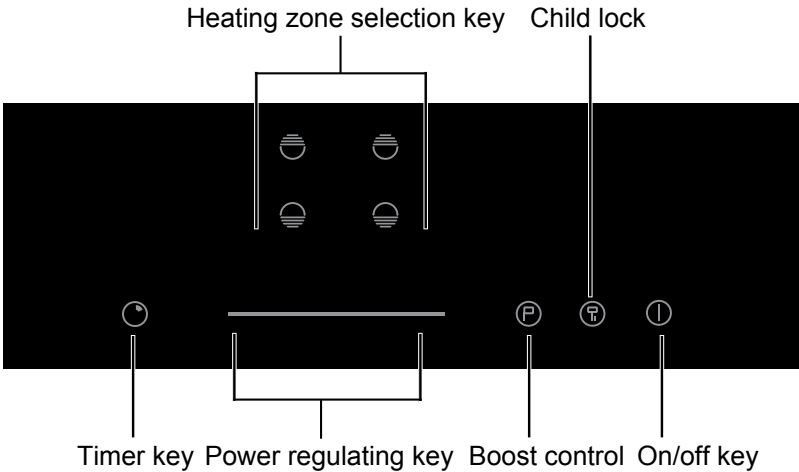 Heating zone selection key Child lock
P
Timer key Power regulating key Boost control On/off key